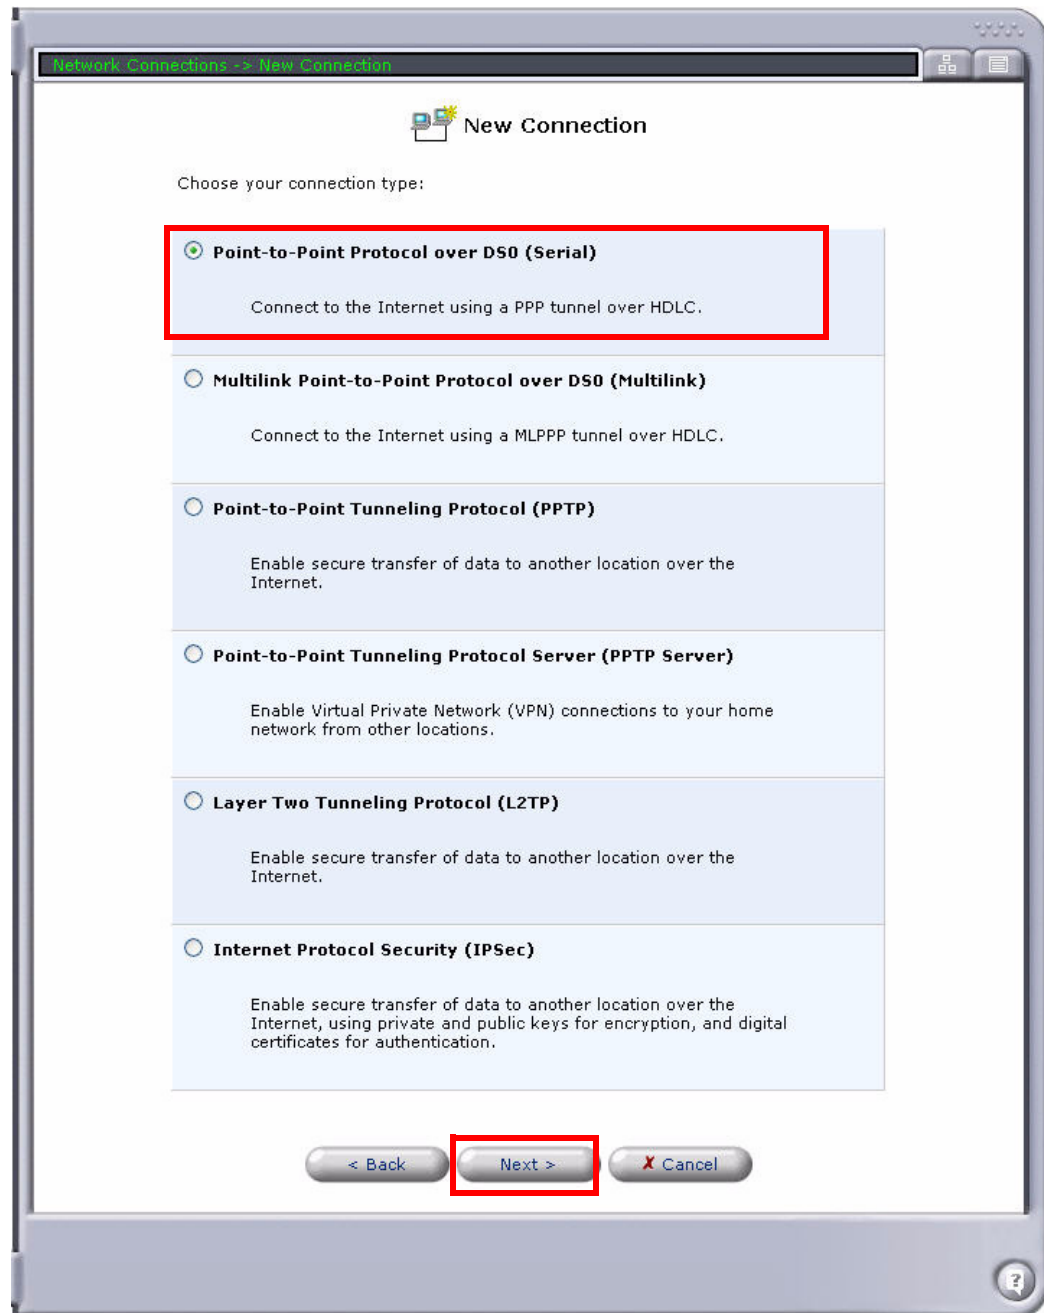 Network Connections -> New Connection
New Connection
Choose your connection type:
Point-to-Point Protocol over DS0 (Serial)
Connect to the Internet using a PPP tunnel over HDLC.
Multilink Point-to-Point Protocol over DS0 (Multilink)
Connect to the Internet using a MLPPP tunnel over HDLC.
Point-to-Point Tunneling Protocol (PPTP)
Enable secure transfer of data to another location over the
Internet.
Point-to-Point Tunneling Protocol Server (PPTP Server)
Enable Virtual Private Network (VPN) connections to your home
network from other locations.
Layer Two Tunneling Protocol (L2TP)
Enable secure transfer of data to another location over the
Internet.
Internet Protocol Security (IPSec)
Enable secure transfer of data to another location over the
Internet, using private and public keys for encryption, and digital
certificates for authentication.
< Back Next > ✗ Cancel
?